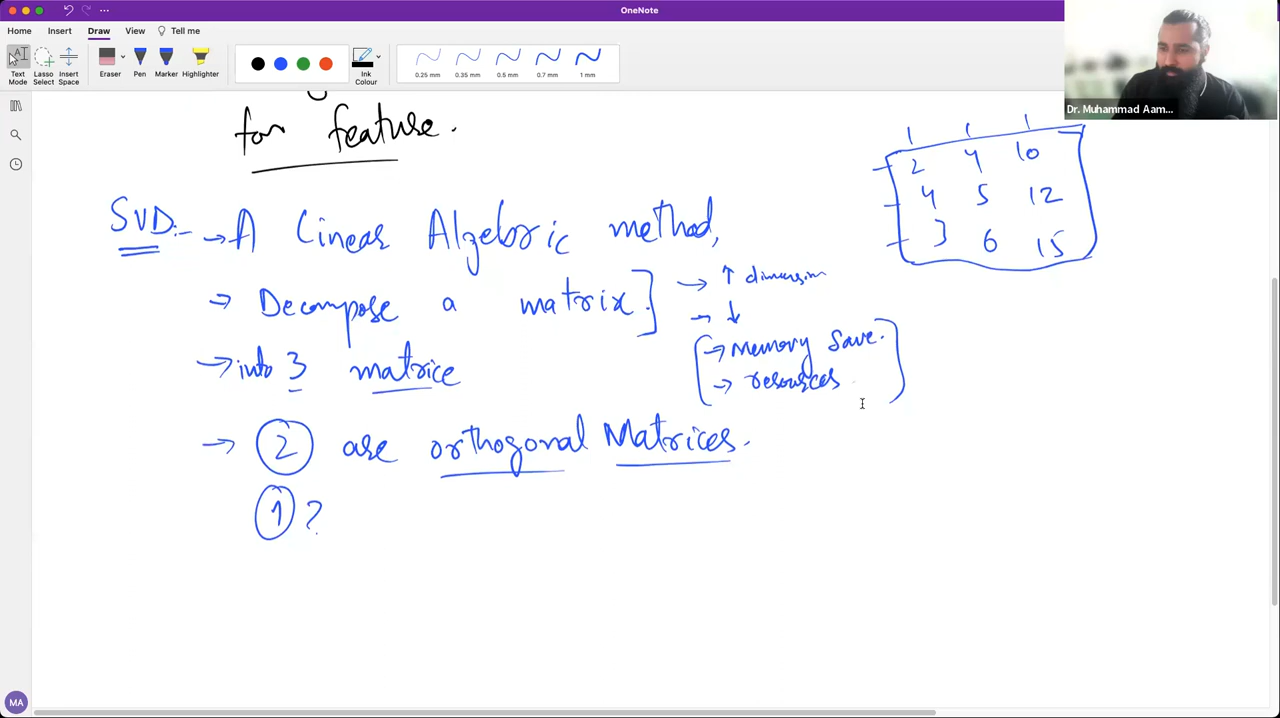 OneNote
Home Insert Draw View Tell me
Text Mode
Lasso Select
Insert Space
Eraser
Pen
Marker
Highlighter
Ink Colour
0.25 mm
0.35 mm
0.5 mm
0.7 mm
1 mm
Dr. Muhammad Aam...
for feature.
1 1 1
2 4 10
4 5 12
3 6 15
SVD:- → A Linear Algebric method,
→ Decompose a matrix.
→ ↑ dimension
→ ↓
→ into 3 matrice
→ Memory Save.
→ resources
→ 2 are orthogonal Matrices.
1 ?
MA